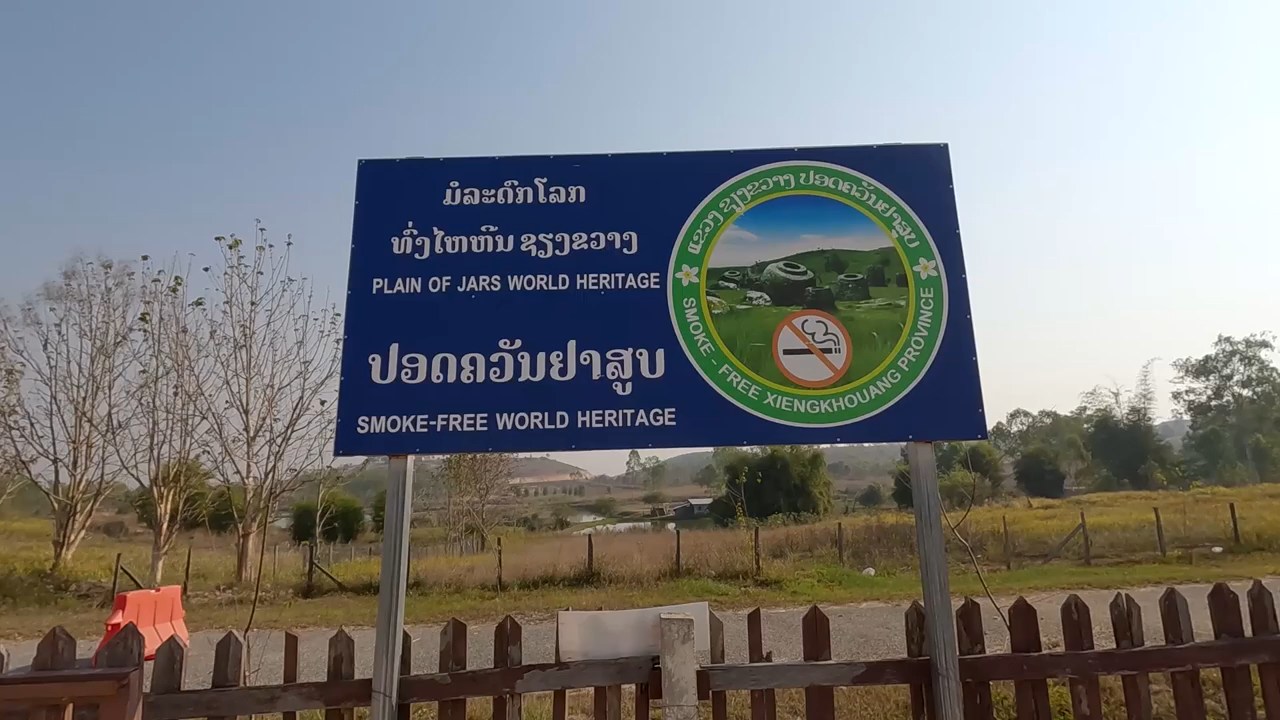 ມໍລະດົກໂລກ
ທົ່ງໄຫຫີນ ຊຽງຂວາງ
PLAIN OF JARS WORLD HERITAGE
ປອດຄວັນຢາສູບ
SMOKE-FREE WORLD HERITAGE
ແຂວງ ຊຽງຂວາງ ປອດຄວັນຢາສູບ
SMOKE - FREE XIENGKHOUANG PROVINCE